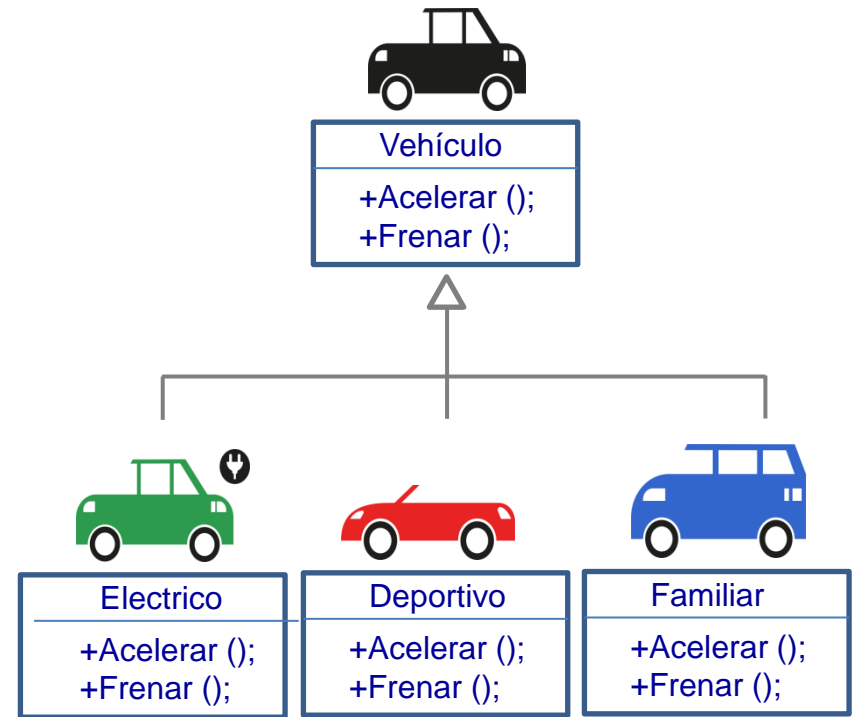 Vehículo
+Acelerar ();
+Frenar ();
Electrico
+Acelerar ();
+Frenar ();
Deportivo
+Acelerar ();
+Frenar ();
Familiar
+Acelerar ();
+Frenar ();